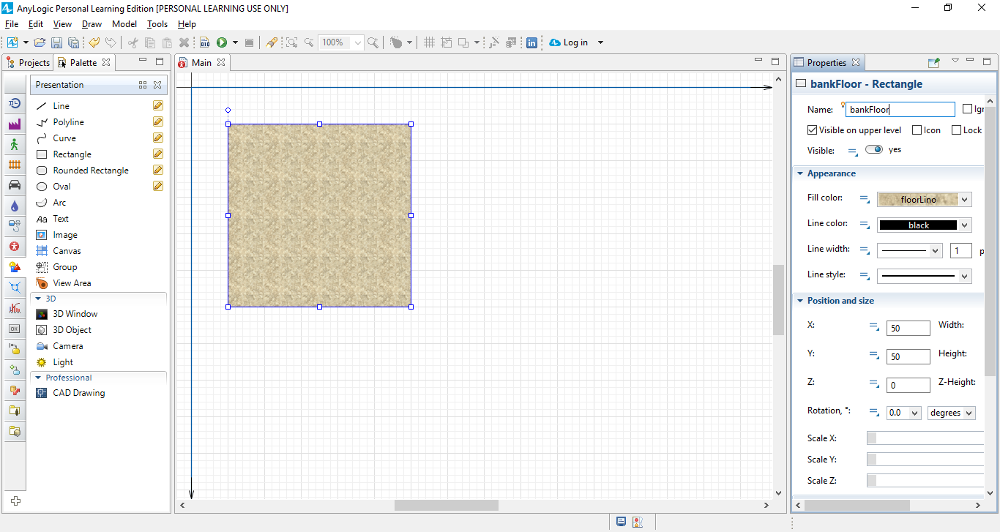 AnyLogic Personal Learning Edition [PERSONAL LEARNING USE ONLY]
File Edit View Draw Model Tools Help
100% Log in
Projects Palette
Main
Properties
Presentation
Line
Polyline
Curve
Rectangle
Rounded Rectangle
Oval
Arc
Aa Text
Image
Canvas
Group
View Area
3D
3D Window
3D Object
Camera
Light
Professional
CAD Drawing
bankFloor - Rectangle
Name: bankFloor Igr
Visible on upper level Icon Lock
Visible: yes
Appearance
Fill color: floorLino
Line color: black
Line width: 1 p
Line style:
Position and size
X: 50 Width:
Y: 50 Height:
Z: 0 Z-Height:
Rotation, °: 0.0 degrees
Scale X:
Scale Y:
Scale Z: